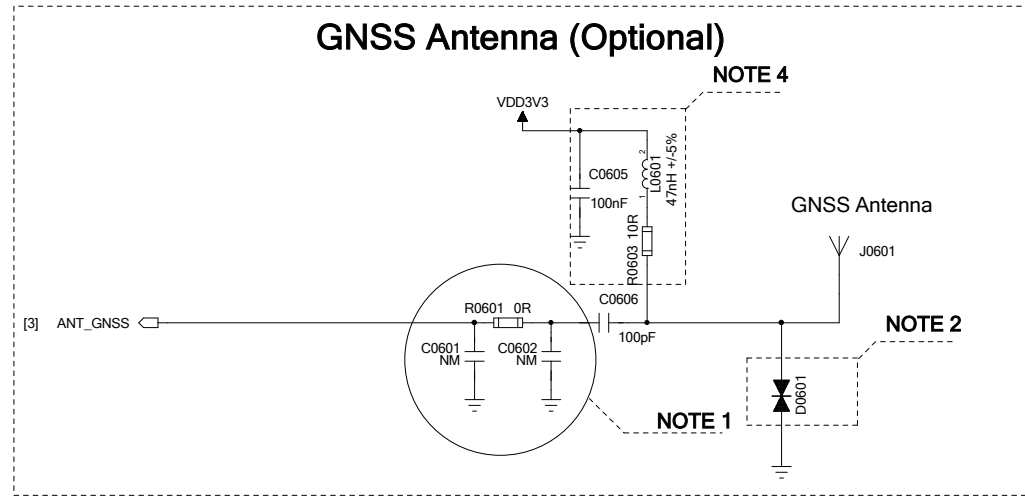 GNSS Antenna (Optional)
NOTE 4
VDD3V3
C0605
100nF
2
L0601
1
47nH +/-5%
R0603 10R
GNSS Antenna
J0601
C0606
100pF
R0601 0R
[3] ANT_GNSS
C0601
NM
C0602
NM
NOTE 2
D0601
NOTE 1